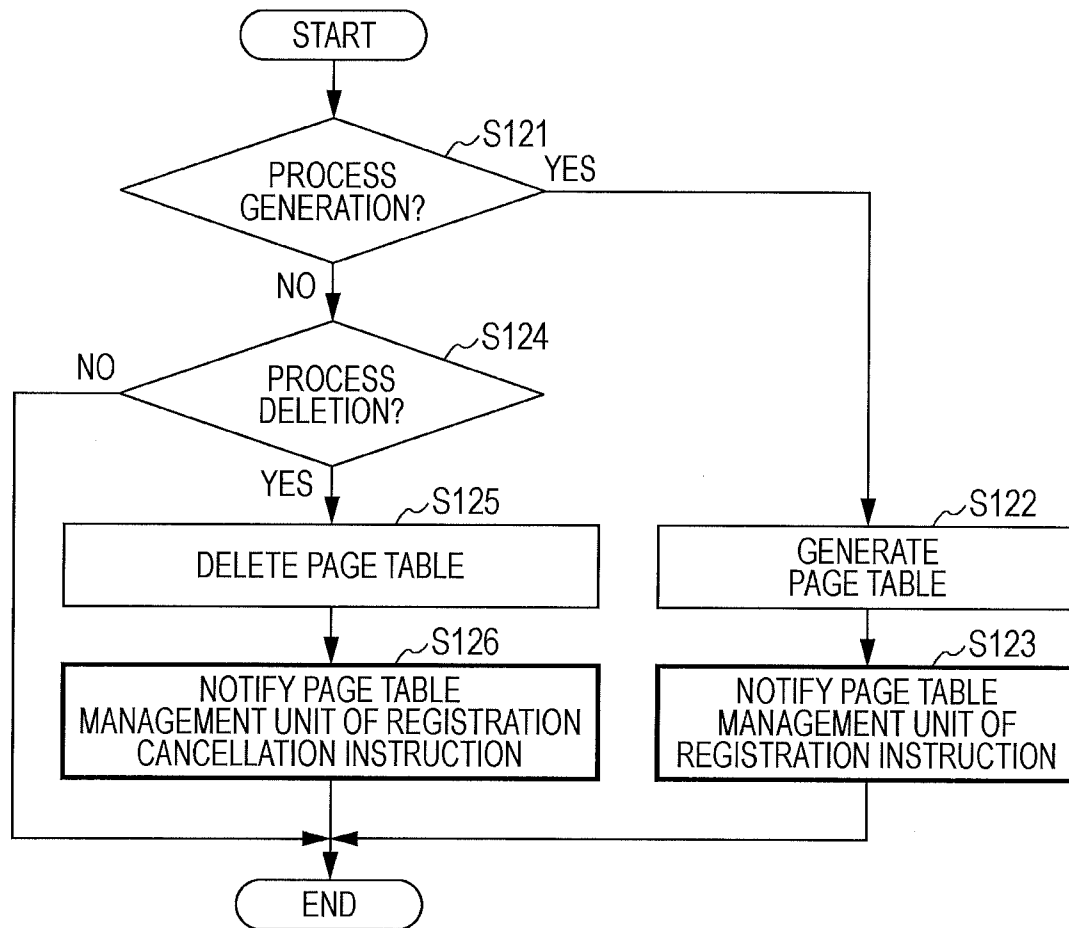 START
S121
PROCESS
GENERATION?
YES
NO
S124
NO
PROCESS
DELETION?
YES
S125
DELETE PAGE TABLE
S122
GENERATE
PAGE TABLE
S126
NOTIFY PAGE TABLE
MANAGEMENT UNIT OF REGISTRATION
CANCELLATION INSTRUCTION
S123
NOTIFY PAGE TABLE
MANAGEMENT UNIT OF
REGISTRATION INSTRUCTION
END